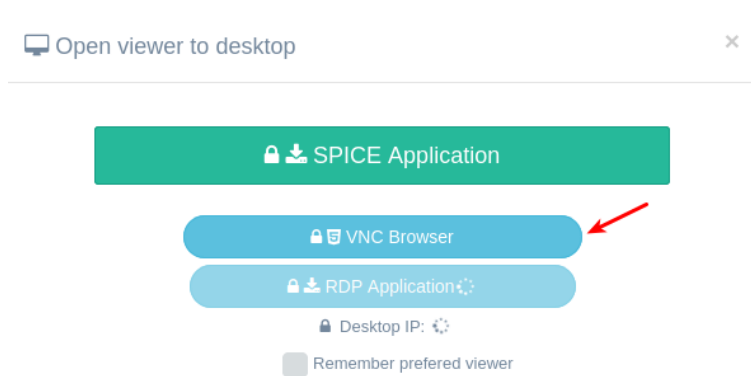 Open viewer to desktop
×
SPICE Application
VNC Browser
RDP Application
Desktop IP:
Remember prefered viewer